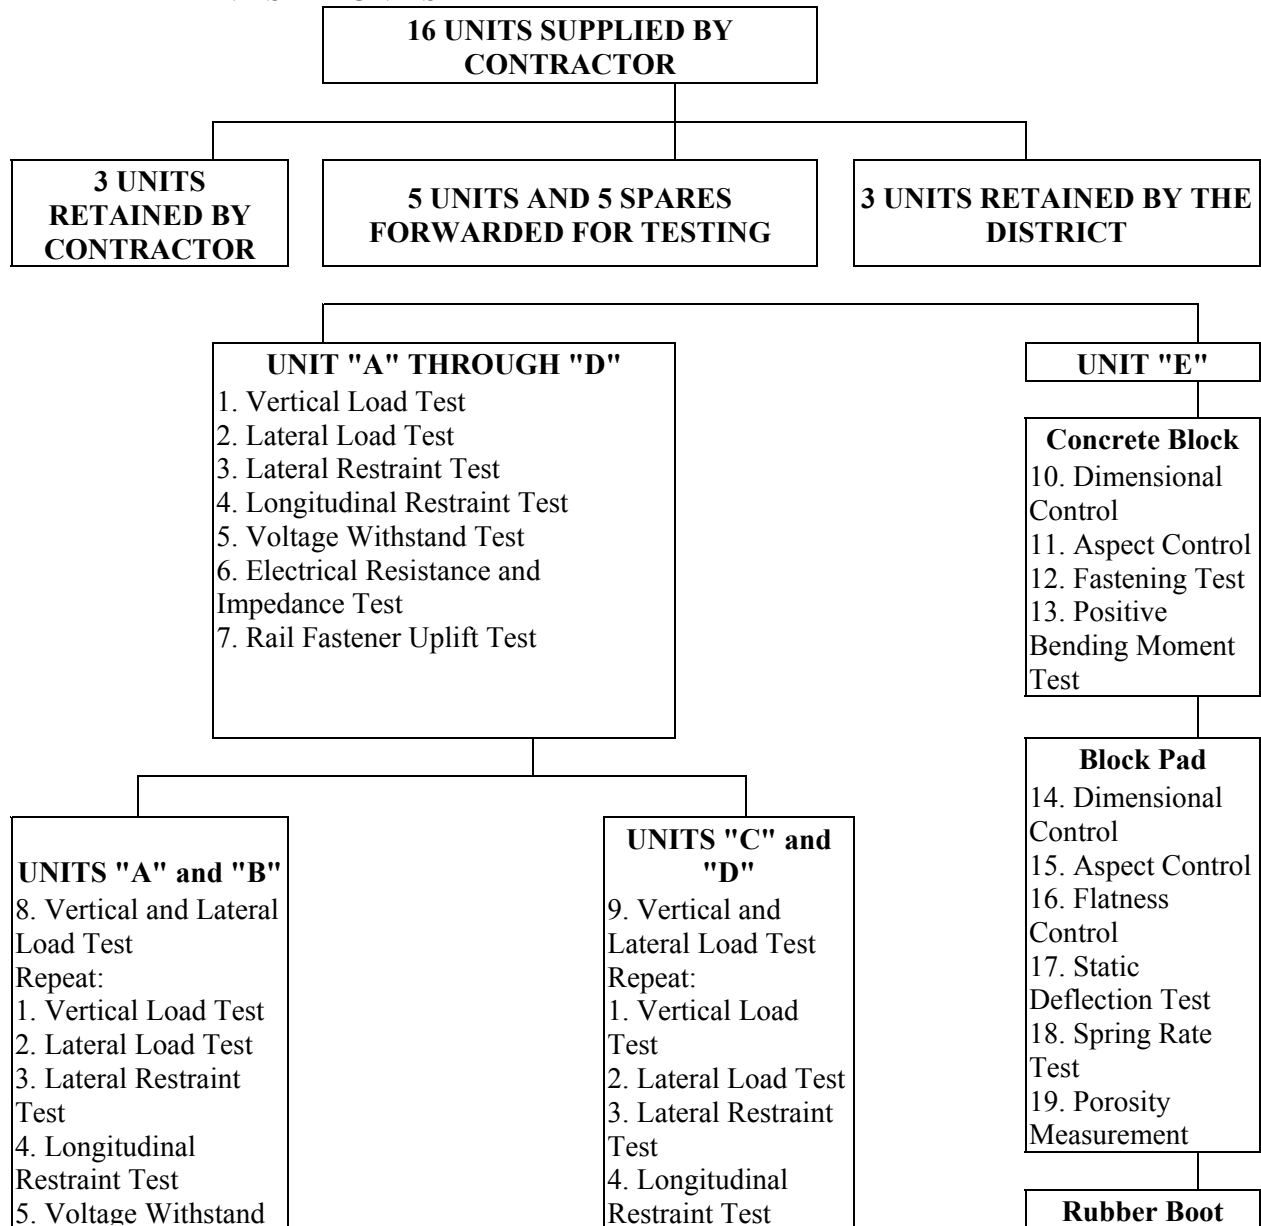 16 UNITS SUPPLIED BY
CONTRACTOR
3 UNITS
RETAINED BY
CONTRACTOR
5 UNITS AND 5 SPARES
FORWARDED FOR TESTING
3 UNITS RETAINED BY THE
DISTRICT
UNIT "A" THROUGH "D"
1. Vertical Load Test
2. Lateral Load Test
3. Lateral Restraint Test
4. Longitudinal Restraint Test
5. Voltage Withstand Test
6. Electrical Resistance and
Impedance Test
7. Rail Fastener Uplift Test
UNIT "E"
Concrete Block
10. Dimensional
Control
11. Aspect Control
12. Fastening Test
13. Positive
Bending Moment
Test
UNITS "A" and "B"
8. Vertical and Lateral
Load Test
Repeat:
1. Vertical Load Test
2. Lateral Load Test
3. Lateral Restraint
Test
4. Longitudinal
Restraint Test
5. Voltage Withstand
UNITS "C" and
"D"
9. Vertical and
Lateral Load Test
Repeat:
1. Vertical Load
Test
2. Lateral Load Test
3. Lateral Restraint
Test
4. Longitudinal
Restraint Test
Block Pad
14. Dimensional
Control
15. Aspect Control
16. Flatness
Control
17. Static
Deflection Test
18. Spring Rate
Test
19. Porosity
Measurement
Rubber Boot